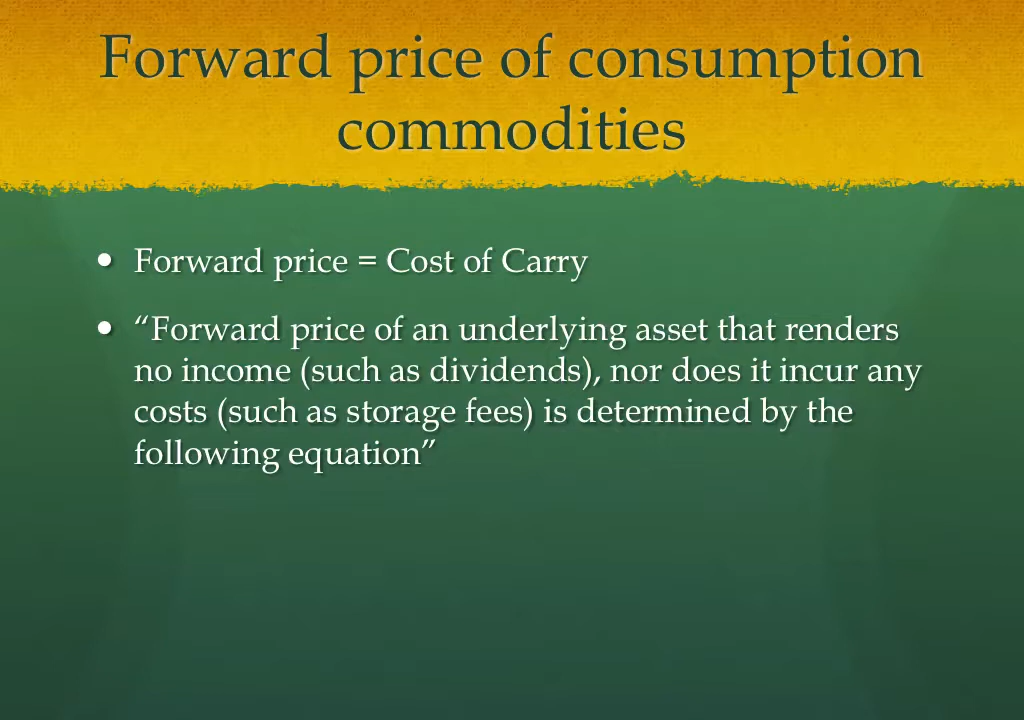 Forward price of consumption
commodities
• Forward price = Cost of Carry
• “Forward price of an underlying asset that renders
no income (such as dividends), nor does it incur any
costs (such as storage fees) is determined by the
following equation”